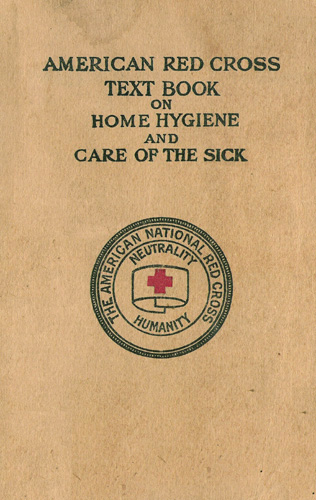 AMERICAN RED CROSS
TEXT BOOK
ON
HOME HYGIENE
AND
CARE OF THE SICK
THE AMERICAN NATIONAL RED CROSS
NEUTRALITY
HUMANITY